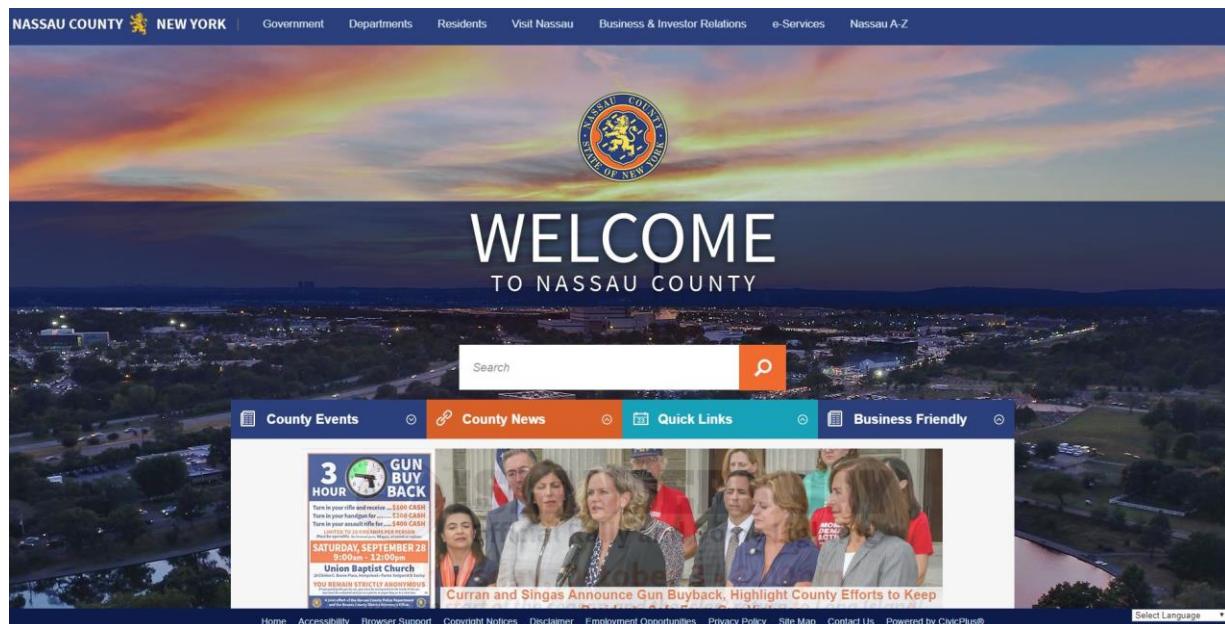 NASSAU COUNTY NEW YORK
Government Departments Residents Visit Nassau Business & Investor Relations e-Services Nassau A-Z
NASSAU COUNTY
STATE OF NEW YORK
WELCOME
TO NASSAU COUNTY
Search
County Events
County News
Quick Links
Business Friendly
3
HOUR
GUN
BUY
BACK
Turn in your rifle and receive ... $100 CASH
Turn in your handgun for ........ $200 CASH
Turn in your assault rifle for..... $400 CASH
SATURDAY, SEPTEMBER 28
9:00am - 12:00pm
Union Baptist Church
YOU REMAIN STRICTLY ANONYMOUS
Curran and Singas Announce Gun Buyback, Highlight County Efforts to Keep
Home Accessibility Browser Support Copyright Notices Disclaimer Employment Opportunities Privacy Policy Site Map Contact Us Powered by CivicPlus®
Select Language